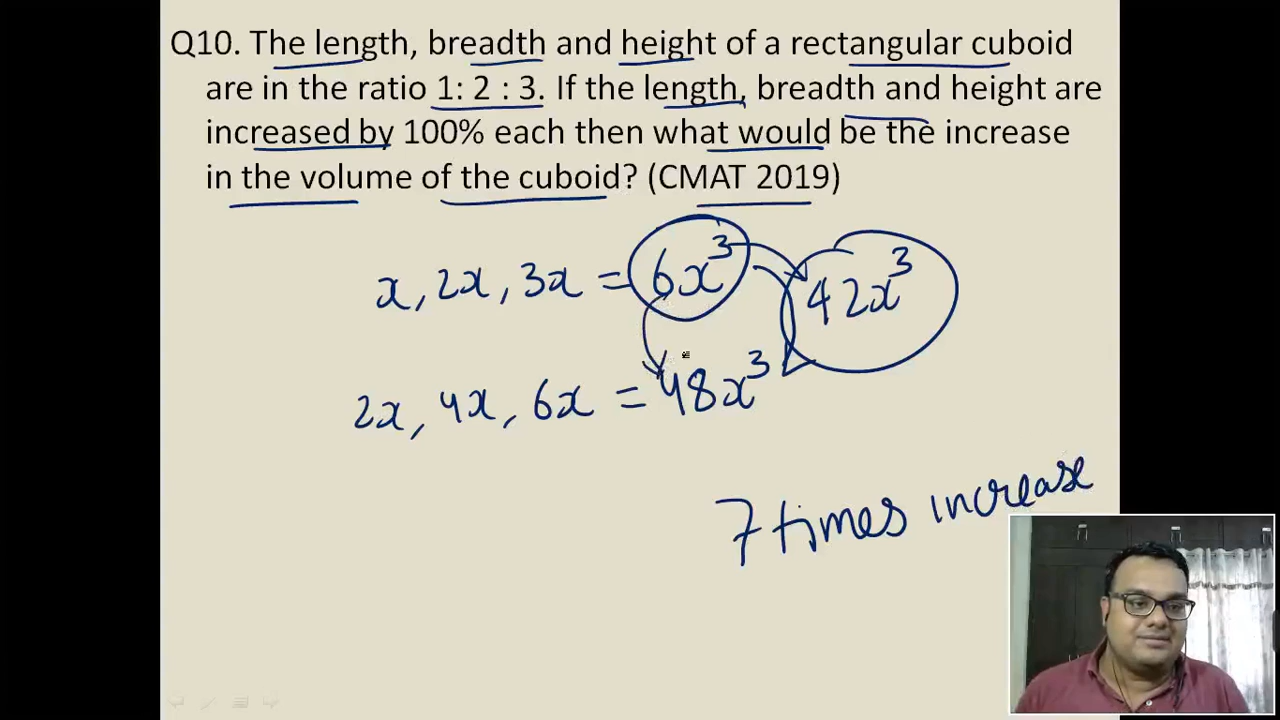 Q10. The length, breadth and height of a rectangular cuboid
are in the ratio 1: 2 : 3. If the length, breadth and height are
increased by 100% each then what would be the increase
in the volume of the cuboid? (CMAT 2019)
x, 2x, 3x = 6x³ 42x³
2x, 4x, 6x = 48x³
7 times increase